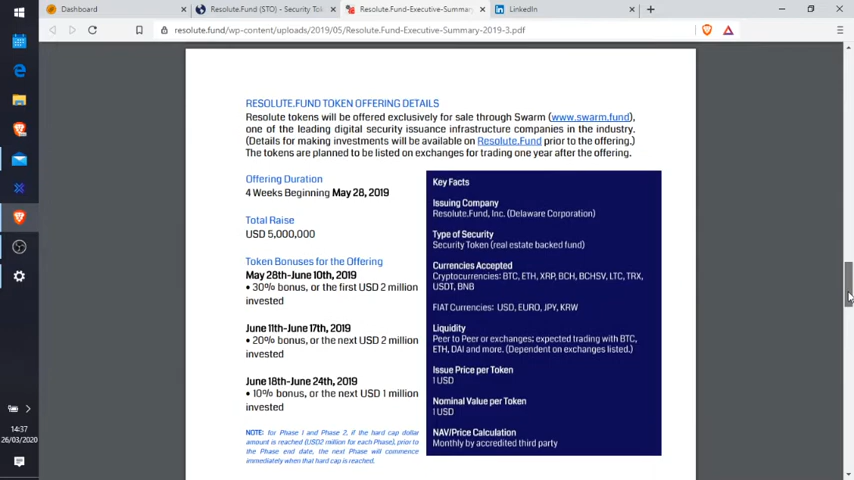 Dashboard
Resolute.Fund (STO) - Security Tok
Resolute.Fund-Executive-Summary
LinkedIn
resolute.fund/wp-content/uploads/2019/05/Resolute.Fund-Executive-Summary-2019-3.pdf
RESOLUTE.FUND TOKEN OFFERING DETAILS
Resolute tokens will be offered exclusively for sale through Swarm (www.swarm.fund),
one of the leading digital security issuance infrastructure companies in the industry.
(Details for making investments will be available on Resolute.Fund prior to the offering.)
The tokens are planned to be listed on exchanges for trading one year after the offering.
Offering Duration
4 Weeks Beginning May 28, 2019
Total Raise
USD 5,000,000
Token Bonuses for the Offering
May 28th-June 10th, 2019
• 30% bonus, or the first USD 2 million
invested
June 11th-June 17th, 2019
• 20% bonus, or the next USD 2 million
invested
June 18th-June 24th, 2019
• 10% bonus, or the next USD 1 million
invested
NOTE: for Phase 1 and Phase 2, if the hard cap dollar
amount is reached (USD2 million for each Phase), prior to
the Phase end date, the next Phase will commence
immediately when that hard cap is reached.
Key Facts
Issuing Company
Resolute.Fund, Inc. (Delaware Corporation)
Type of Security
Security Token (real estate backed fund)
Currencies Accepted
Cryptocurrencies: BTC, ETH, XRP, BCH, BCHSV, LTC, TRX,
USDT, BNB
FIAT Currencies: USD, EURO, JPY, KRW
Liquidity
Peer to Peer or exchanges; expected trading with BTC,
ETH, DAI and more. (Dependent on exchanges listed.)
Issue Price per Token
1 USD
Nominal Value per Token
1 USD
NAV/Price Calculation
Monthly by accredited third party
14:37
26/03/2020